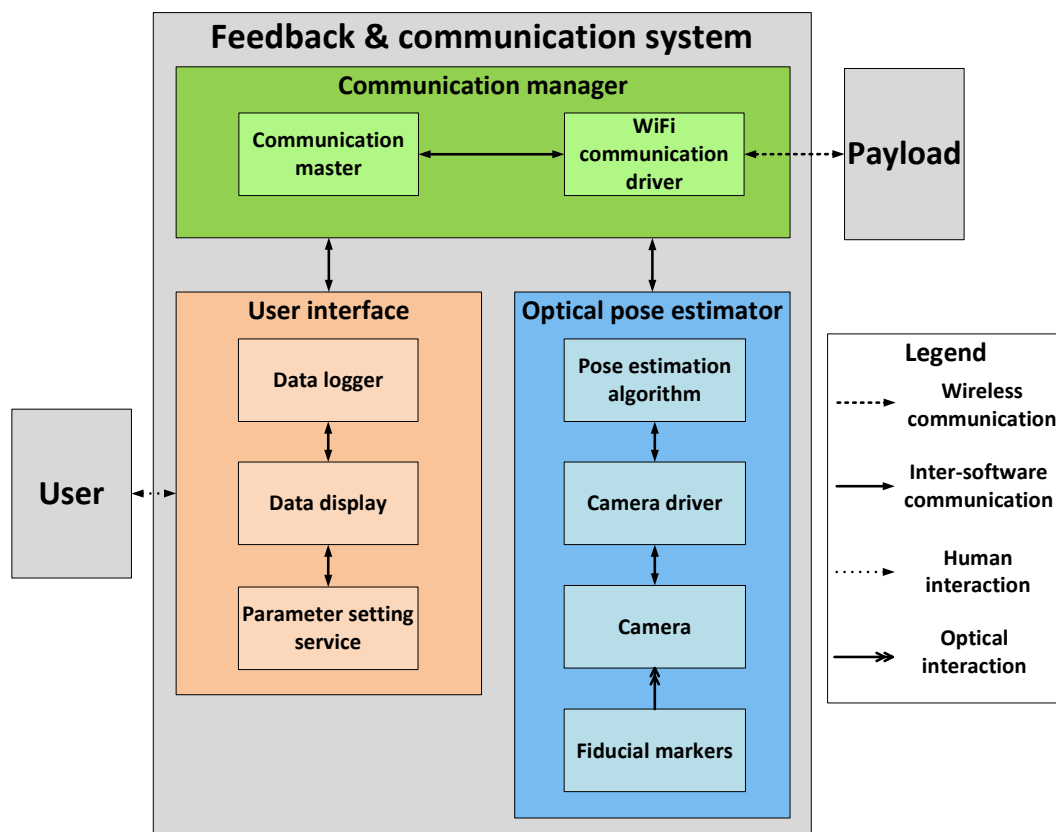 Feedback & communication system
Communication manager
Communication
master
WiFi
communication
driver
Payload
User interface
Data logger
Data display
Parameter setting
service
Optical pose estimator
Pose estimation
algorithm
Camera driver
Camera
Fiducial markers
User
Legend
Wireless
communication
Inter-software
communication
Human
interaction
Optical
interaction